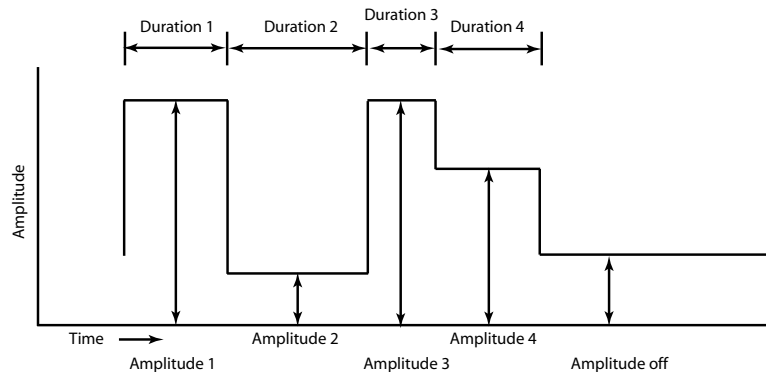 Duration 1
Duration 2
Duration 3
Duration 4
Amplitude
Time
Amplitude 1
Amplitude 2
Amplitude 3
Amplitude 4
Amplitude off